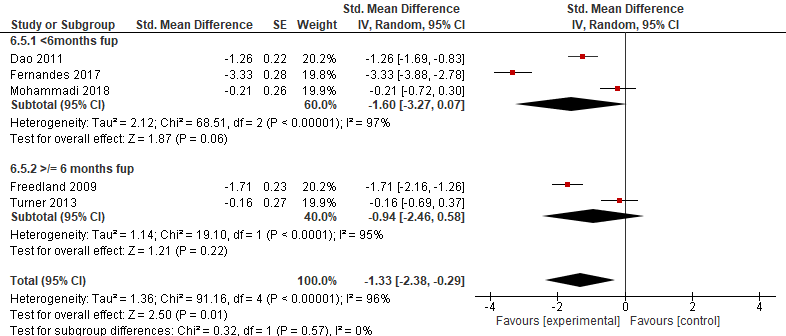 Std. Mean Difference Std. Mean Difference
Study or Subgroup Std. Mean Difference SE Weight IV, Random, 95% CI IV, Random, 95% CI
6.5.1 <6months fup
Dao 2011 -1.26 0.22 20.2% -1.26 [-1.69, -0.83]
Fernandes 2017 -3.33 0.28 19.8% -3.33 [-3.88, -2.78]
Mohammadi 2018 -0.21 0.26 19.9% -0.21 [-0.72, 0.30]
Subtotal (95% CI) 60.0% -1.60 [-3.27, 0.07]
Heterogeneity: Tau² = 2.12; Chi² = 68.51, df = 2 (P < 0.00001); I² = 97%
Test for overall effect: Z = 1.87 (P = 0.06)
6.5.2 >/= 6 months fup
Freedland 2009 -1.71 0.23 20.2% -1.71 [-2.16, -1.26]
Turner 2013 -0.16 0.27 19.9% -0.16 [-0.69, 0.37]
Subtotal (95% CI) 40.0% -0.94 [-2.46, 0.58]
Heterogeneity: Tau² = 1.14; Chi² = 19.10, df = 1 (P < 0.0001); I² = 95%
Test for overall effect: Z = 1.21 (P = 0.22)
Total (95% CI) 100.0% -1.33 [-2.38, -0.29]
Heterogeneity: Tau² = 1.36; Chi² = 91.16, df = 4 (P < 0.00001); I² = 96%
Test for overall effect: Z = 2.50 (P = 0.01)
Test for subgroup differences: Chi² = 0.32, df = 1 (P = 0.57), I² = 0%
-4 -2 0 2 4
Favours [experimental] Favours [control]